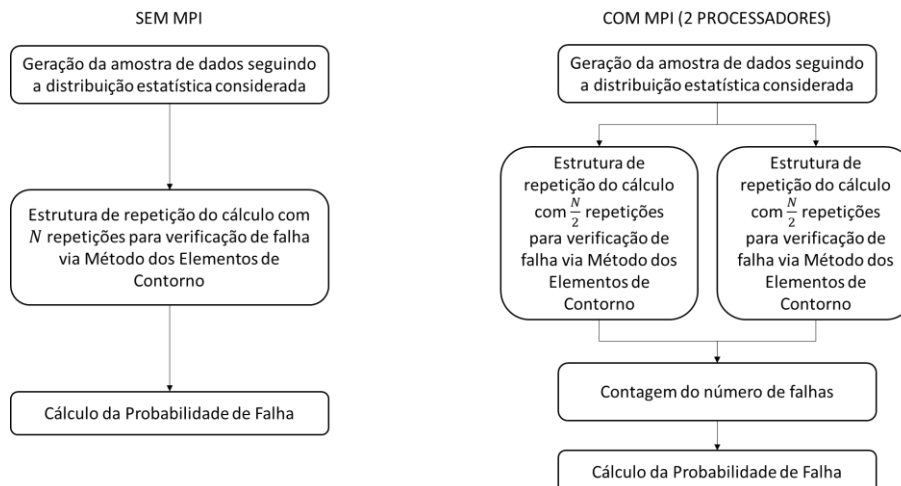 SEM MPI
Geração da amostra de dados seguindo
a distribuição estatística considerada
Estrutura de repetição do cálculo com
N repetições para verificação de falha
via Método dos Elementos de
Contorno
Cálculo da Probabilidade de Falha
COM MPI (2 PROCESSADORES)
Geração da amostra de dados seguindo
a distribuição estatística considerada
Estrutura de
repetição do cálculo
com N/2 repetições
para verificação de
falha via Método dos
Elementos de
Contorno
Estrutura de
repetição do cálculo
com N/2 repetições
para verificação de
falha via Método dos
Elementos de
Contorno
Contagem do número de falhas
Cálculo da Probabilidade de Falha